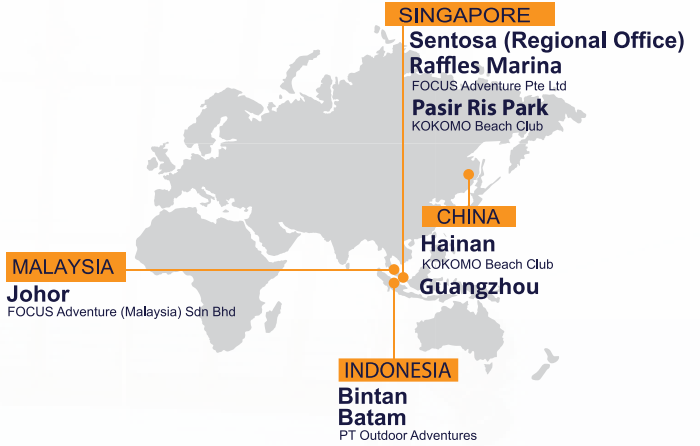 SINGAPORE
Sentosa (Regional Office)
Raffles Marina
FOCUS Adventure Pte Ltd
Pasir Ris Park
KOKOMO Beach Club
CHINA
Hainan
KOKOMO Beach Club
Guangzhou
MALAYSIA
Johor
FOCUS Adventure (Malaysia) Sdn Bhd
INDONESIA
Bintan
Batam
PT Outdoor Adventures